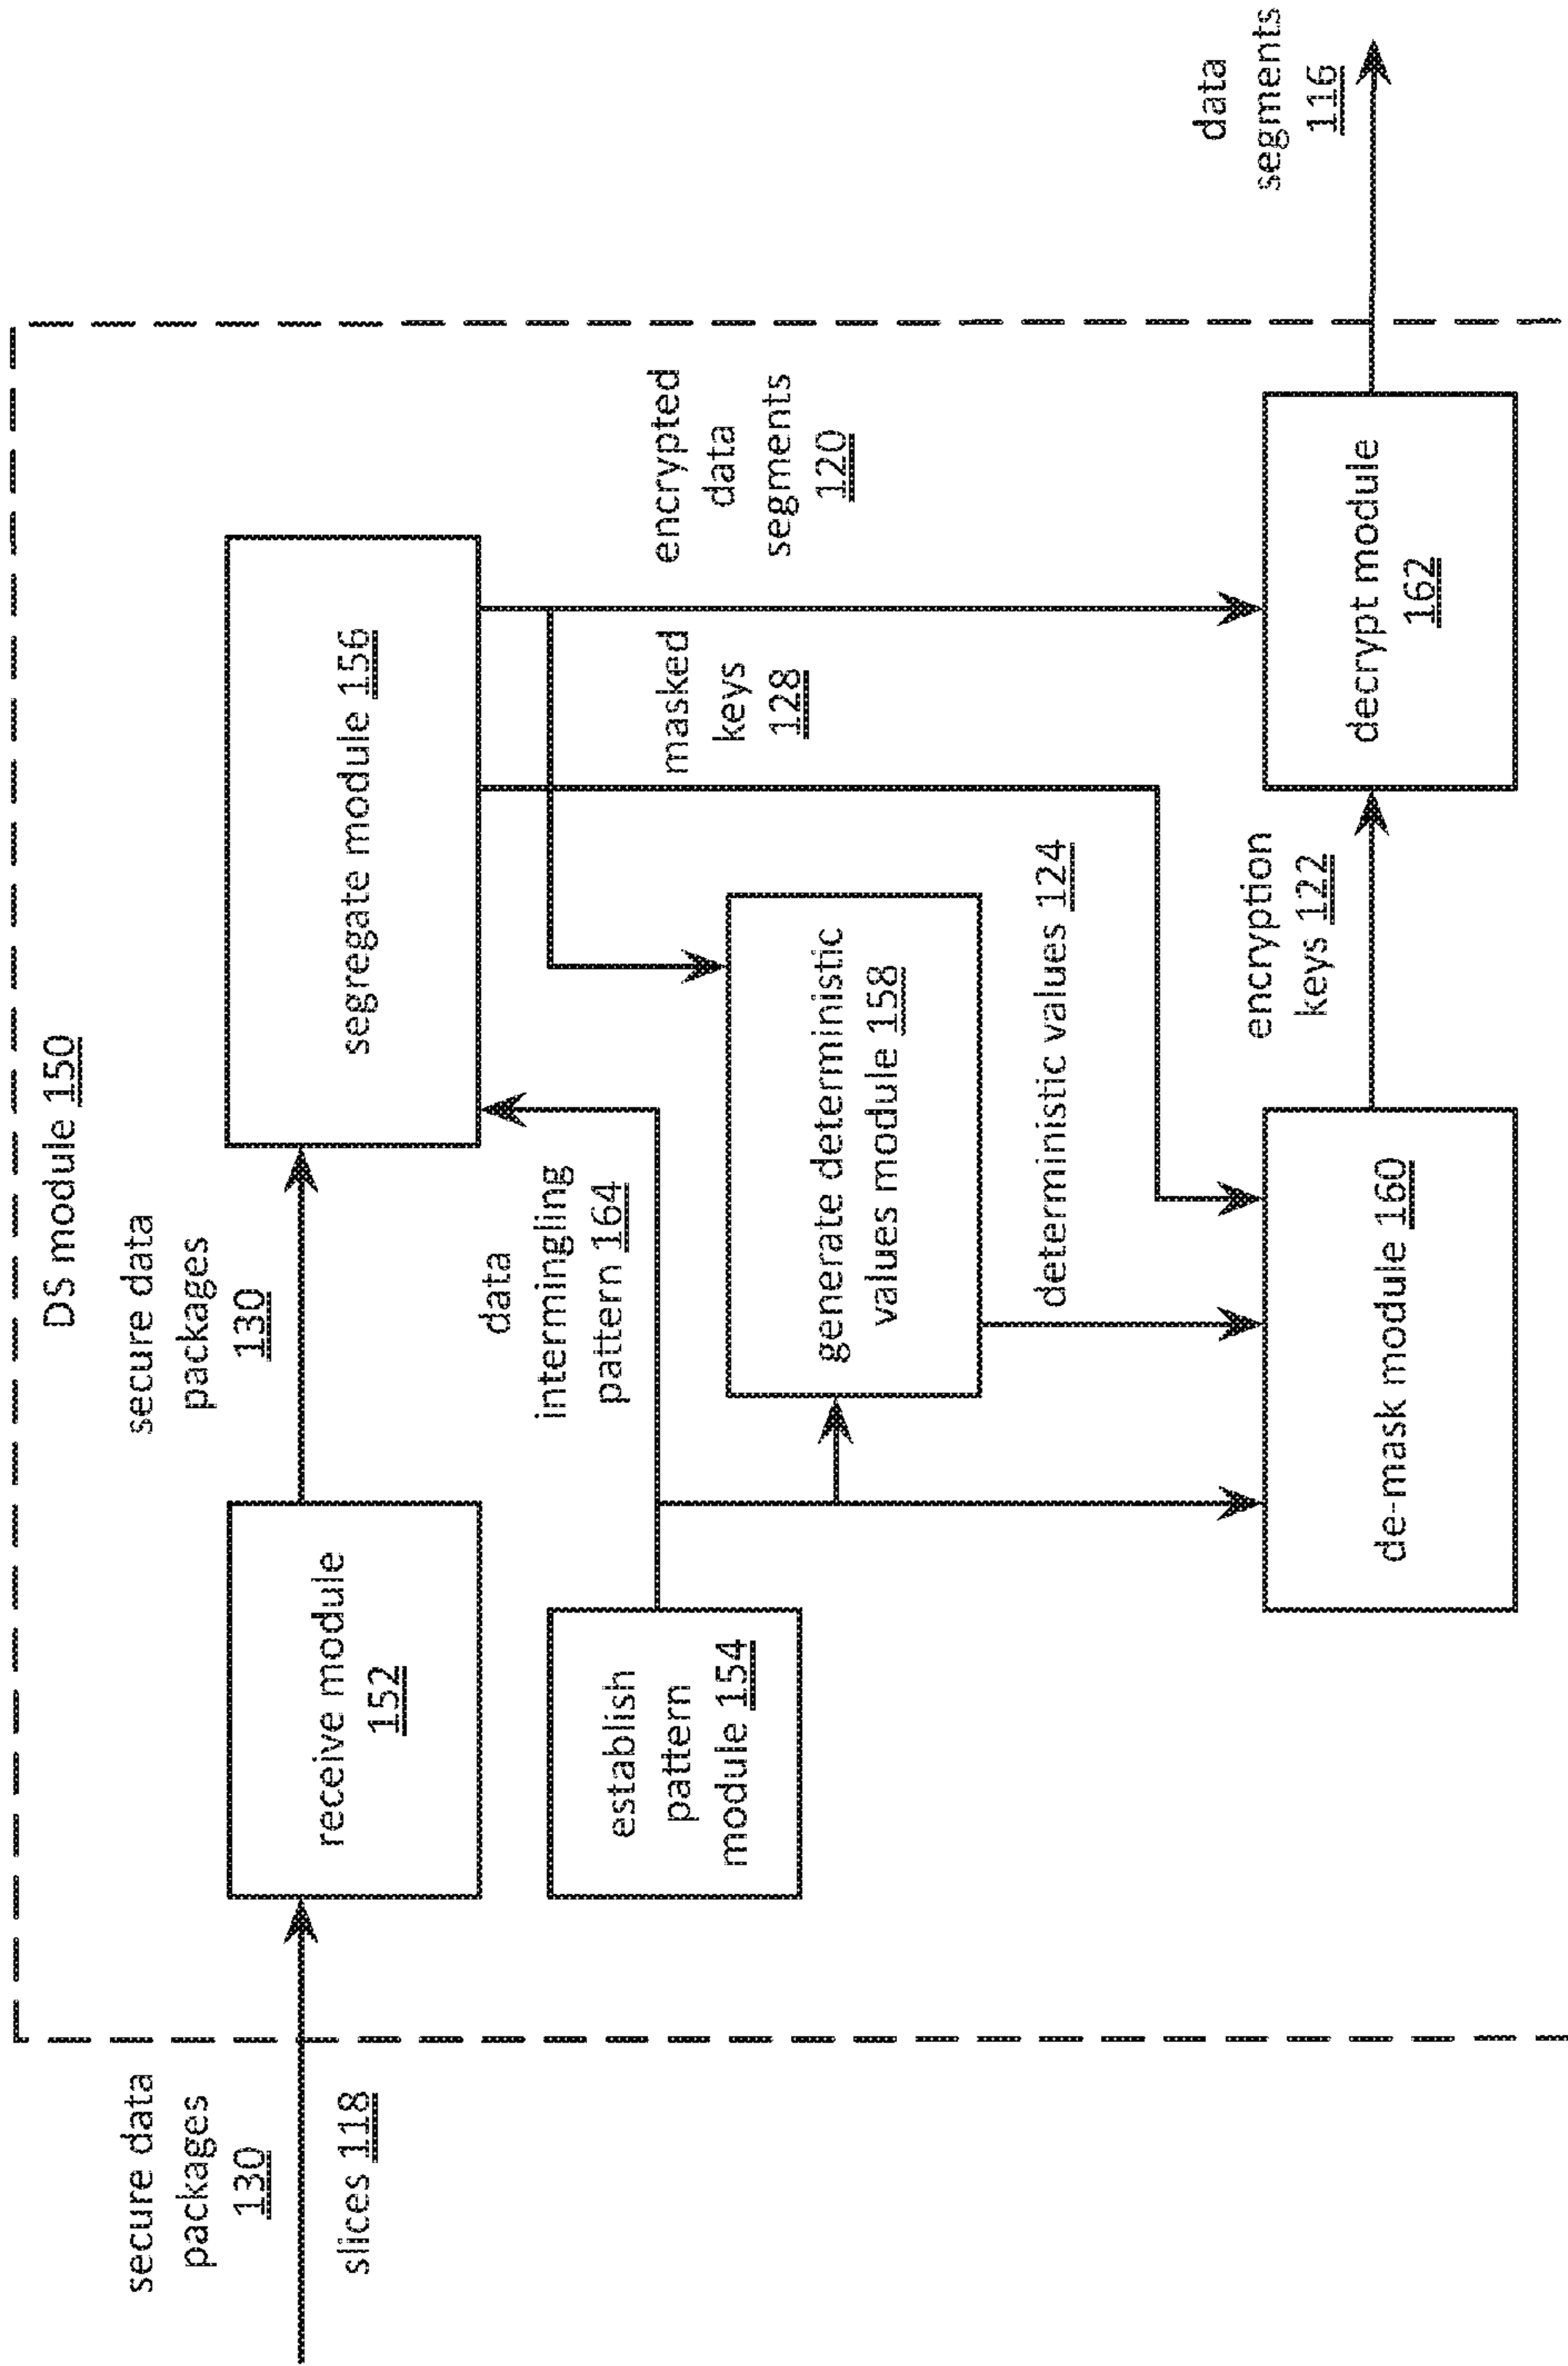 DS module 150
secure data
packages
130
slices 118
receive module
152
secure data
packages
130
segregate module 156
establish
pattern
module 154
data
intermingling
pattern 164
generate deterministic
values module 158
masked
keys
128
encrypted
data
segments
120
deterministic values 124
de-mask module 160
encryption
keys 122
decrypt module
162
data
segments
116